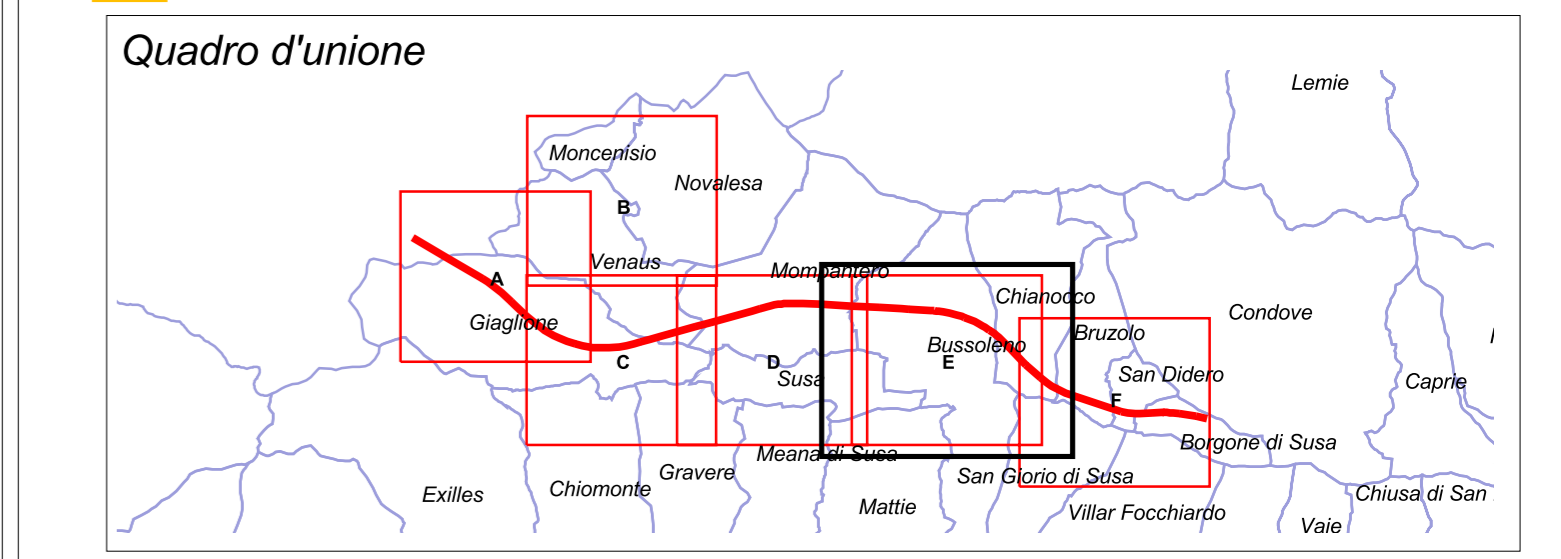 Quadro d'unione
Lemie
Moncenisio
Novalesa
B
Venaus
Mompantero
A
Chianocco
Condove
Giaglione
Bruzolo
Bussoleno
C
D
E
Susa
San Didero
Caprie
F
Borgone di Susa
Meana di Susa
Gravere
San Giorio di Susa
Chiomonte
Exilles
Chiusa di San
Mattie
Villar Focchiardo
Vaie